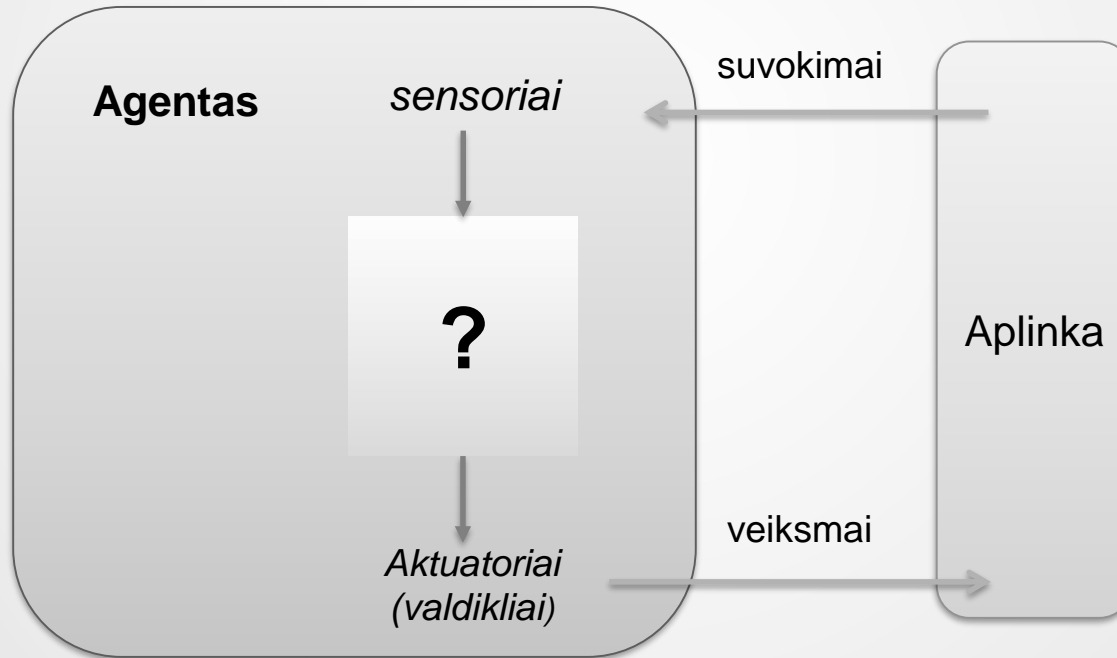 Agentas
sensoriai
suvokimai
?
Aplinka
Aktuatoriai
(valdikliai)
veiksmai